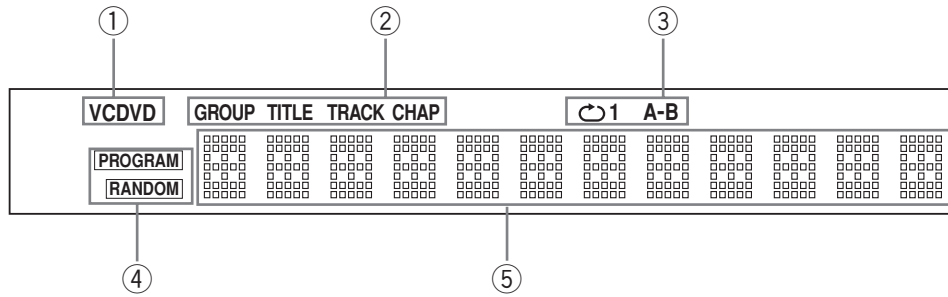 ① ② ③
VCDVD GROUP TITLE TRACK CHAP 1 A-B
PROGRAM
RANDOM
④ ⑤